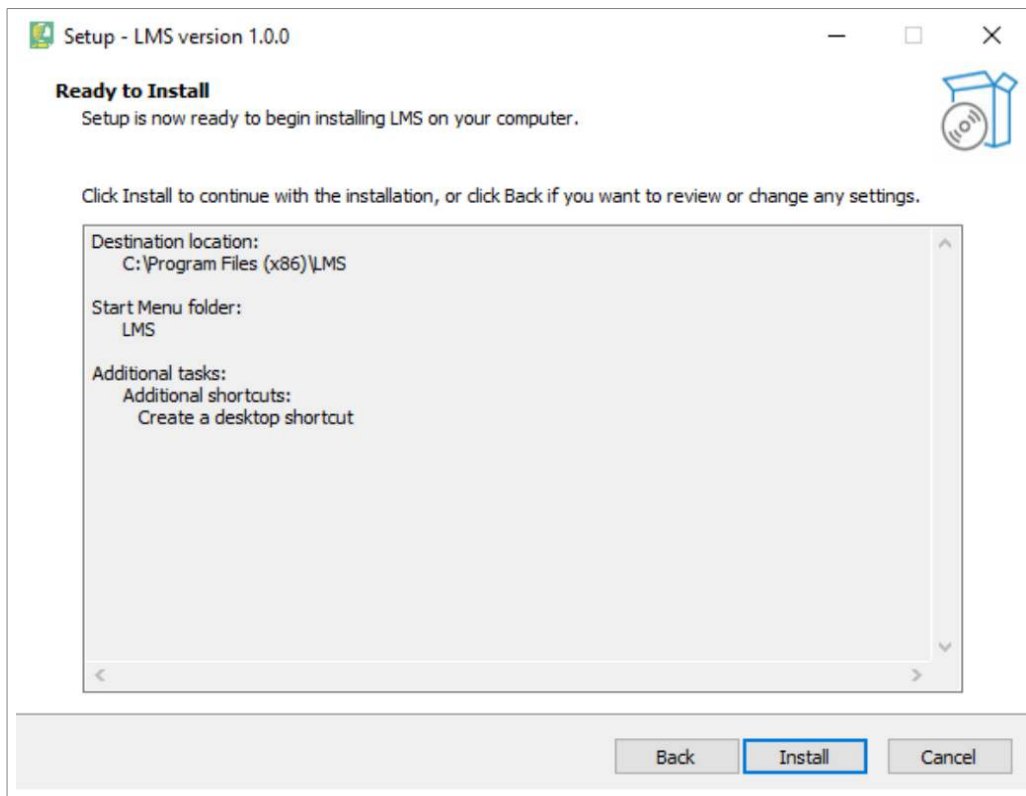 Setup - LMS version 1.0.0
Ready to Install
Setup is now ready to begin installing LMS on your computer.
Click Install to continue with the installation, or click Back if you want to review or change any settings.
Destination location:
C:\Program Files (x86)\LMS
Start Menu folder:
LMS
Additional tasks:
Additional shortcuts:
Create a desktop shortcut
Back
Install
Cancel